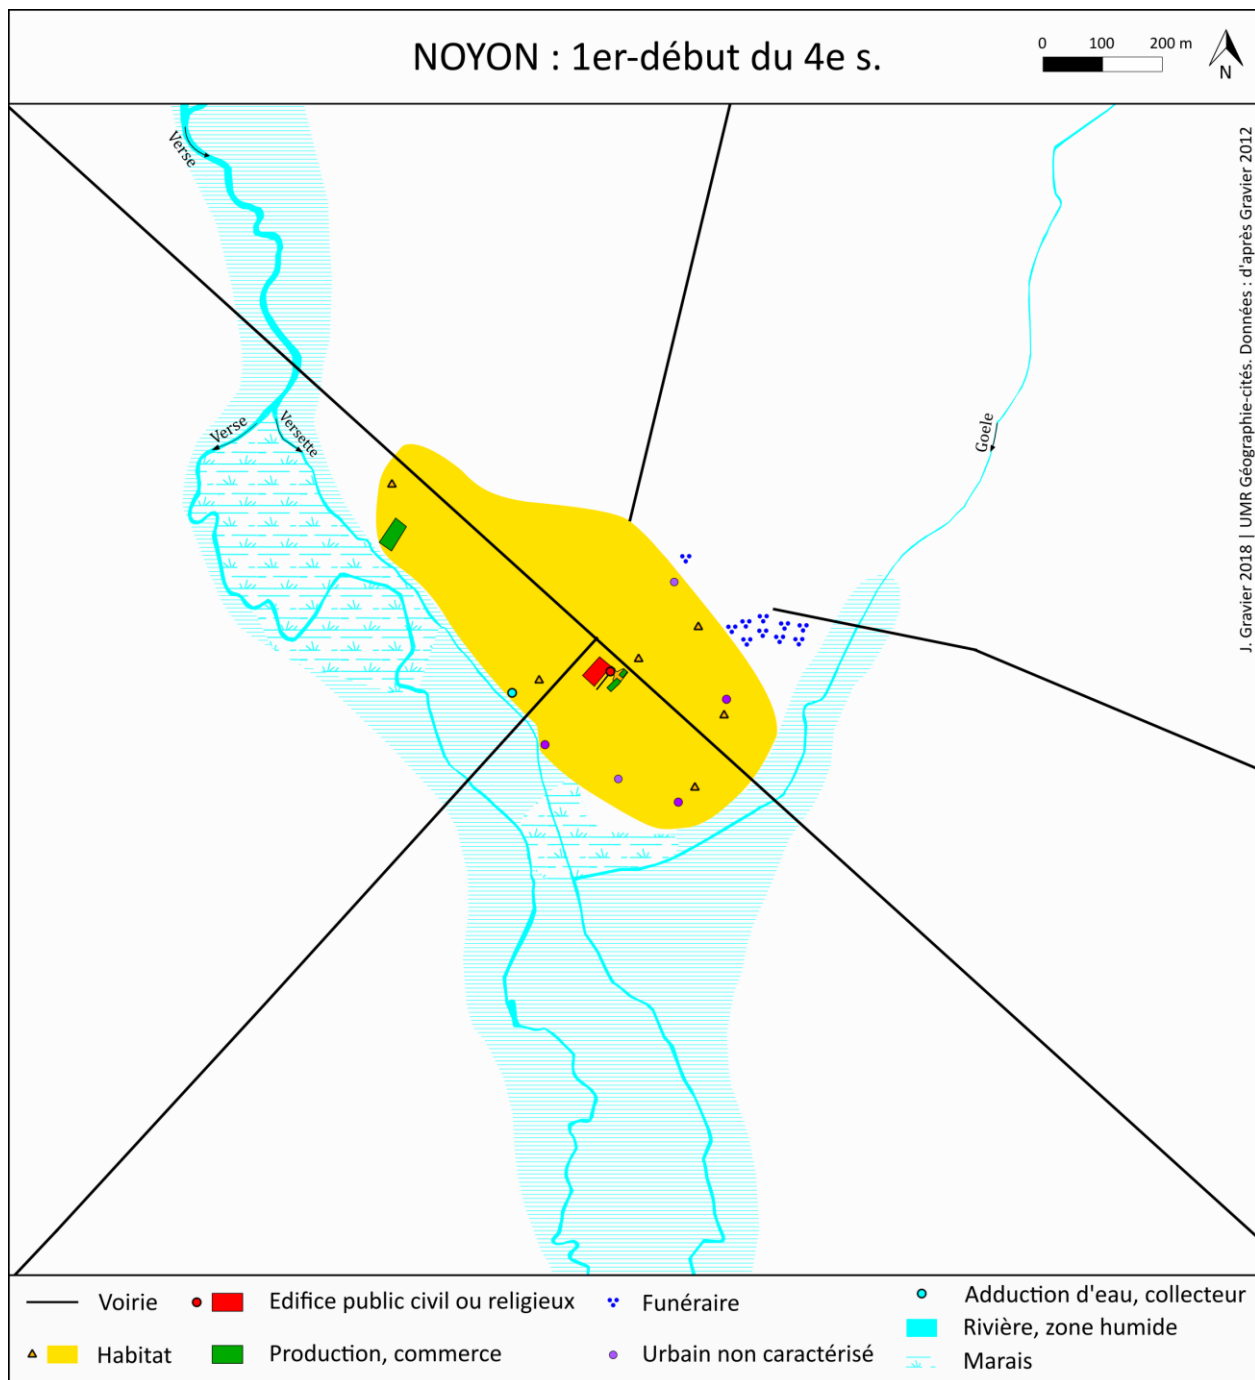 NOYON : 1er-début du 4e s.
0 100 200 m
N
J. Gravier 2018 | UMR Géographie-cités. Données : d'après Gravier 2012
Verse
Verse
Versette
Goele
Voirie
Edifice public civil ou religieux
Funéraire
Adduction d'eau, collecteur
Rivière, zone humide
Habitat
Production, commerce
Urbain non caractérisé
Marais